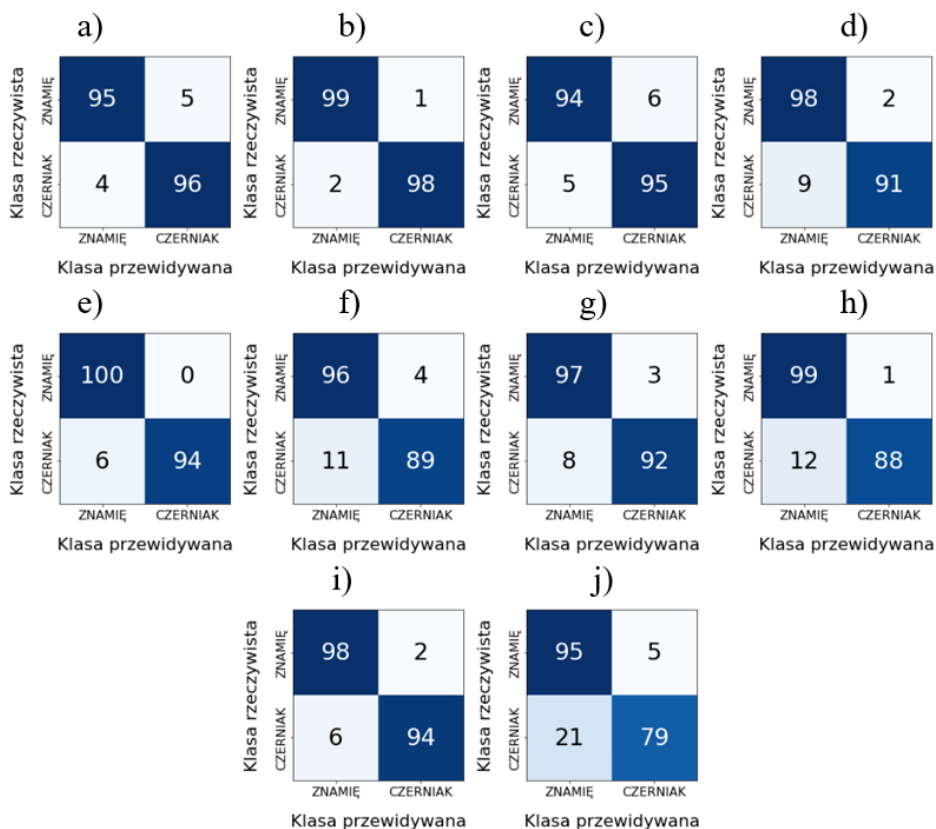 a) b) c) d)
Klasa rzeczywista ZNAMIĘ 95 5 Klasa rzeczywista ZNAMIĘ 99 1 Klasa rzeczywista ZNAMIĘ 94 6 Klasa rzeczywista ZNAMIĘ 98 2
CZERNIAK 4 96 CZERNIAK 2 98 CZERNIAK 5 95 CZERNIAK 9 91
ZNAMIĘ CZERNIAK ZNAMIĘ CZERNIAK ZNAMIĘ CZERNIAK ZNAMIĘ CZERNIAK
Klasa przewidywana Klasa przewidywana Klasa przewidywana Klasa przewidywana
e) f) g) h)
Klasa rzeczywista ZNAMIĘ 100 0 Klasa rzeczywista ZNAMIĘ 96 4 Klasa rzeczywista ZNAMIĘ 97 3 Klasa rzeczywista ZNAMIĘ 99 1
CZERNIAK 6 94 CZERNIAK 11 89 CZERNIAK 8 92 CZERNIAK 12 88
ZNAMIĘ CZERNIAK ZNAMIĘ CZERNIAK ZNAMIĘ CZERNIAK ZNAMIĘ CZERNIAK
Klasa przewidywana Klasa przewidywana Klasa przewidywana Klasa przewidywana
i) j)
Klasa rzeczywista ZNAMIĘ 98 2 Klasa rzeczywista ZNAMIĘ 95 5
CZERNIAK 6 94 CZERNIAK 21 79
ZNAMIĘ CZERNIAK ZNAMIĘ CZERNIAK
Klasa przewidywana Klasa przewidywana